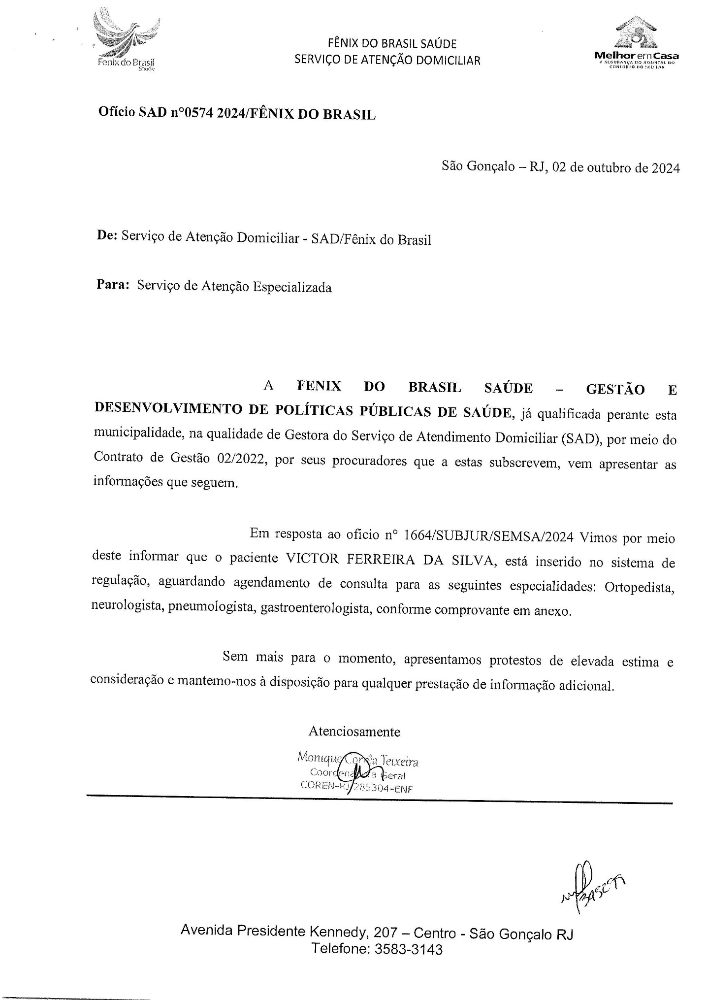 Fenix do Brasil
Saúde
FÊNIX DO BRASIL SAÚDE
SERVIÇO DE ATENÇÃO DOMICILIAR
Melhor em Casa
A SEGURANÇA DO HOSPITAL NO
CONFORTO DO SEU LAR
Ofício SAD n°0574 2024/FÊNIX DO BRASIL
São Gonçalo – RJ, 02 de outubro de 2024
De: Serviço de Atenção Domiciliar - SAD/Fênix do Brasil
Para: Serviço de Atenção Especializada
A FENIX DO BRASIL SAÚDE – GESTÃO E
DESENVOLVIMENTO DE POLÍTICAS PÚBLICAS DE SAÚDE, já qualificada perante esta
municipalidade, na qualidade de Gestora do Serviço de Atendimento Domiciliar (SAD), por meio do
Contrato de Gestão 02/2022, por seus procuradores que a estas subscrevem, vem apresentar as
informações que seguem.
Em resposta ao oficio n° 1664/SUBJUR/SEMSA/2024 Vimos por meio
deste informar que o paciente VICTOR FERREIRA DA SILVA, está inserido no sistema de
regulação, aguardando agendamento de consulta para as seguintes especialidades: Ortopedista,
neurologista, pneumologista, gastroenterologista, conforme comprovante em anexo.
Sem mais para o momento, apresentamos protestos de elevada estima e
consideração e mantemo-nos à disposição para qualquer prestação de informação adicional.
Atenciosamente
Monique Corrêa Teixeira
Coordenadora Geral
COREN-RJ 285304-ENF
Avenida Presidente Kennedy, 207 – Centro - São Gonçalo RJ
Telefone: 3583-3143